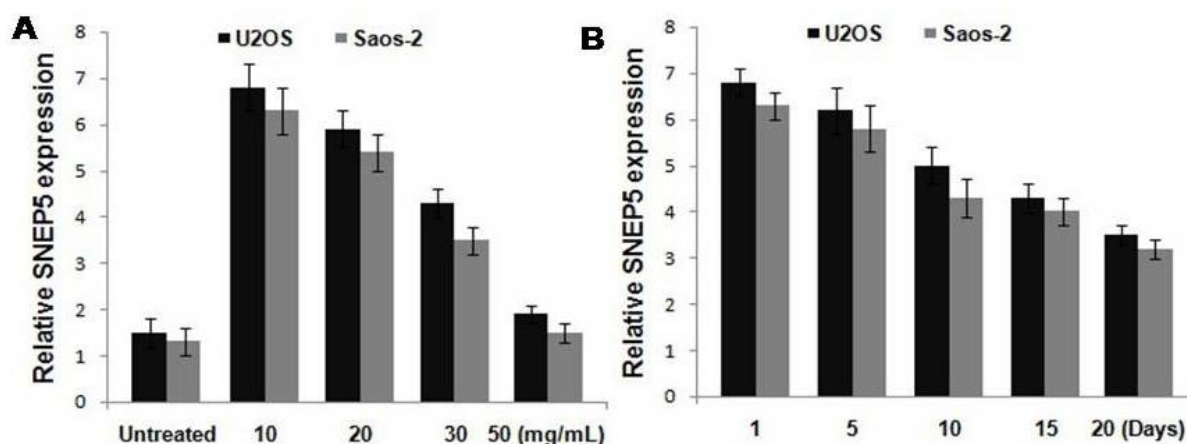 A
Relative SNEP5 expression
8
7
6
5
4
3
2
1
0
U2OS Saos-2
Untreated 10 20 30 50 (mg/mL)
B
Relative SNEP5 expression
8
7
6
5
4
3
2
1
0
U2OS Saos-2
1 5 10 15 20 (Days)